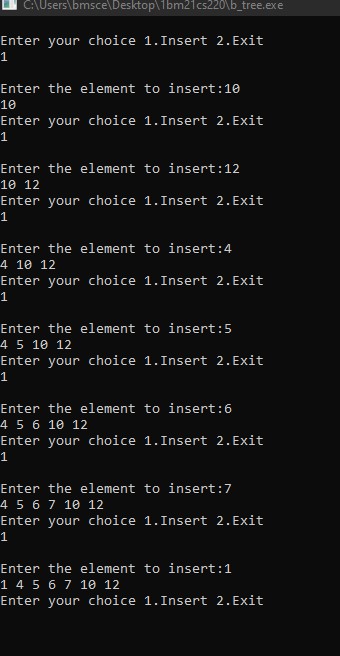 C:\Users\bmsce\Desktop\1bm21cs220\b_tree.exe
Enter your choice 1.Insert 2.Exit
1
Enter the element to insert:10
10
Enter your choice 1.Insert 2.Exit
1
Enter the element to insert:12
10 12
Enter your choice 1.Insert 2.Exit
1
Enter the element to insert:4
4 10 12
Enter your choice 1.Insert 2.Exit
1
Enter the element to insert:5
4 5 10 12
Enter your choice 1.Insert 2.Exit
1
Enter the element to insert:6
4 5 6 10 12
Enter your choice 1.Insert 2.Exit
1
Enter the element to insert:7
4 5 6 7 10 12
Enter your choice 1.Insert 2.Exit
1
Enter the element to insert:1
1 4 5 6 7 10 12
Enter your choice 1.Insert 2.Exit